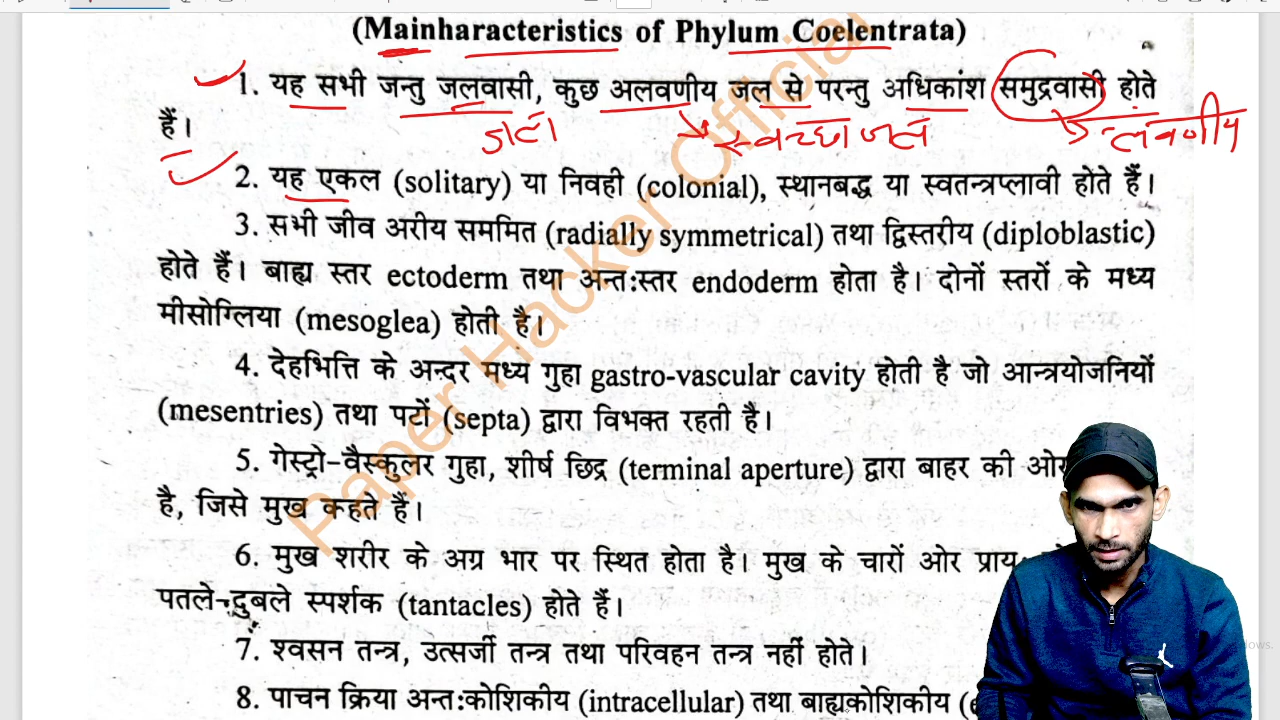 (Mainharacteristics of Phylum Coelentrata)
1. यह सभी जन्तु जलवासी, कुछ अलवणीय जल से परन्तु अधिकांश समुद्रवासी होते
हैं।
जल
स्वच्छ जल
लवणीय
2. यह एकल (solitary) या निवही (colonial), स्थानबद्ध या स्वतन्त्रप्लावी होते हैं।
3. सभी जीव अरीय सममित (radially symmetrical) तथा द्विस्तरीय (diploblastic)
होते हैं। बाह्य स्तर ectoderm तथा अन्त:स्तर endoderm होता है। दोनों स्तरों के मध्य
मीसोग्लिया (mesoglea) होती है।
4. देहभित्ति के अन्दर मध्य गुहा gastro-vascular cavity होती है जो आन्त्रयोजनियों
(mesentries) तथा पटों (septa) द्वारा विभक्त रहती है।
5. गेस्ट्रो-वैस्कुलर गुहा, शीर्ष छिद्र (terminal aperture) द्वारा बाहर की ओर
है, जिसे मुख कहते हैं।
6. मुख शरीर के अग्र भार पर स्थित होता है। मुख के चारों ओर
पतले-दुबले स्पर्शक (tantacles) होते हैं।
7. श्वसन तन्त्र, उत्सर्जी तन्त्र तथा परिवहन तन्त्र नहीं होते।
8. पाचन क्रिया अन्त:कोशिकीय (intracellular) तथा बाह्यकोशिकीय
Paper Hacker Official